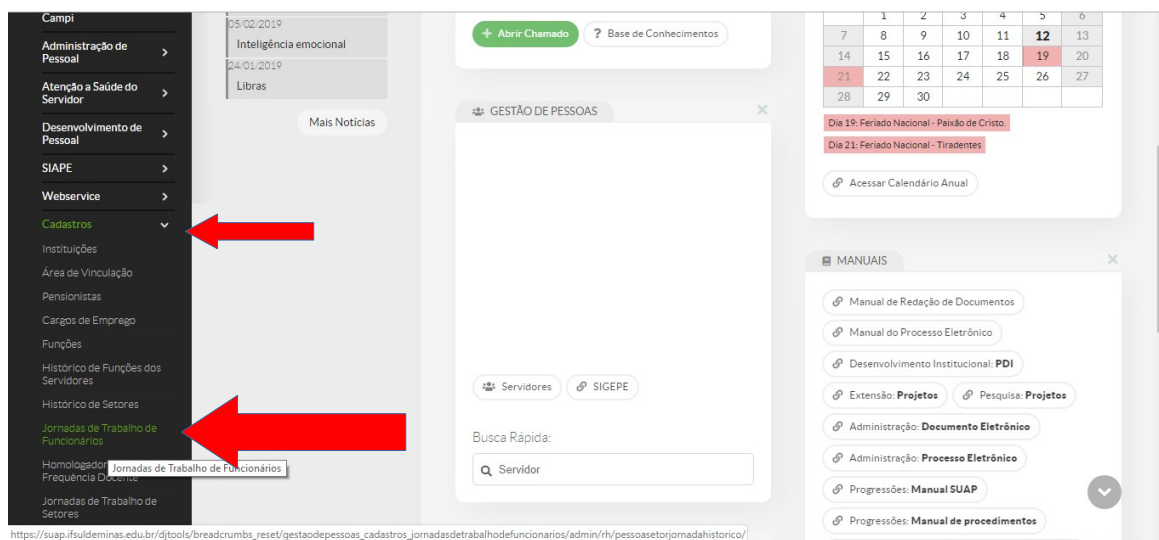 Campi
Administração de
Pessoal
Atenção a Saúde do
Servidor
Desenvolvimento de
Pessoal
SIAPE
Webservice
Cadastros
Instituições
Área de Vinculação
Pensionistas
Cargos de Emprego
Funções
Histórico de Funções dos
Servidores
Histórico de Setores
Jornadas de Trabalho de
Funcionários
Homologador
Frequência Docente
Jornadas de Trabalho de Funcionários
Jornadas de Trabalho de
Setores
05/02/2019
Inteligência emocional
24/01/2019
Libras
Mais Notícias
+ Abrir Chamado
? Base de Conhecimentos
GESTÃO DE PESSOAS
Servidores
SIGEPE
Busca Rápida:
Servidor
1 2 3 4 5 6
7 8 9 10 11 12 13
14 15 16 17 18 19 20
21 22 23 24 25 26 27
28 29 30
Dia 19: Feriado Nacional - Paixão de Cristo.
Dia 21: Feriado Nacional - Tiradentes
Acessar Calendário Anual
MANUAIS
Manual de Redação de Documentos
Manual do Processo Eletrônico
Desenvolvimento Institucional: PDI
Extensão: Projetos
Pesquisa: Projetos
Administração: Documento Eletrônico
Administração: Processo Eletrônico
Progressões: Manual SUAP
Progressões: Manual de procedimentos
https://suap.ifsuldeminas.edu.br/djtools/breadcrumbs_reset/gestaodepessoas_cadastros_jornadasdetrabalhodefuncionarios/admin/rh/pessoasetorjornadahistorico/